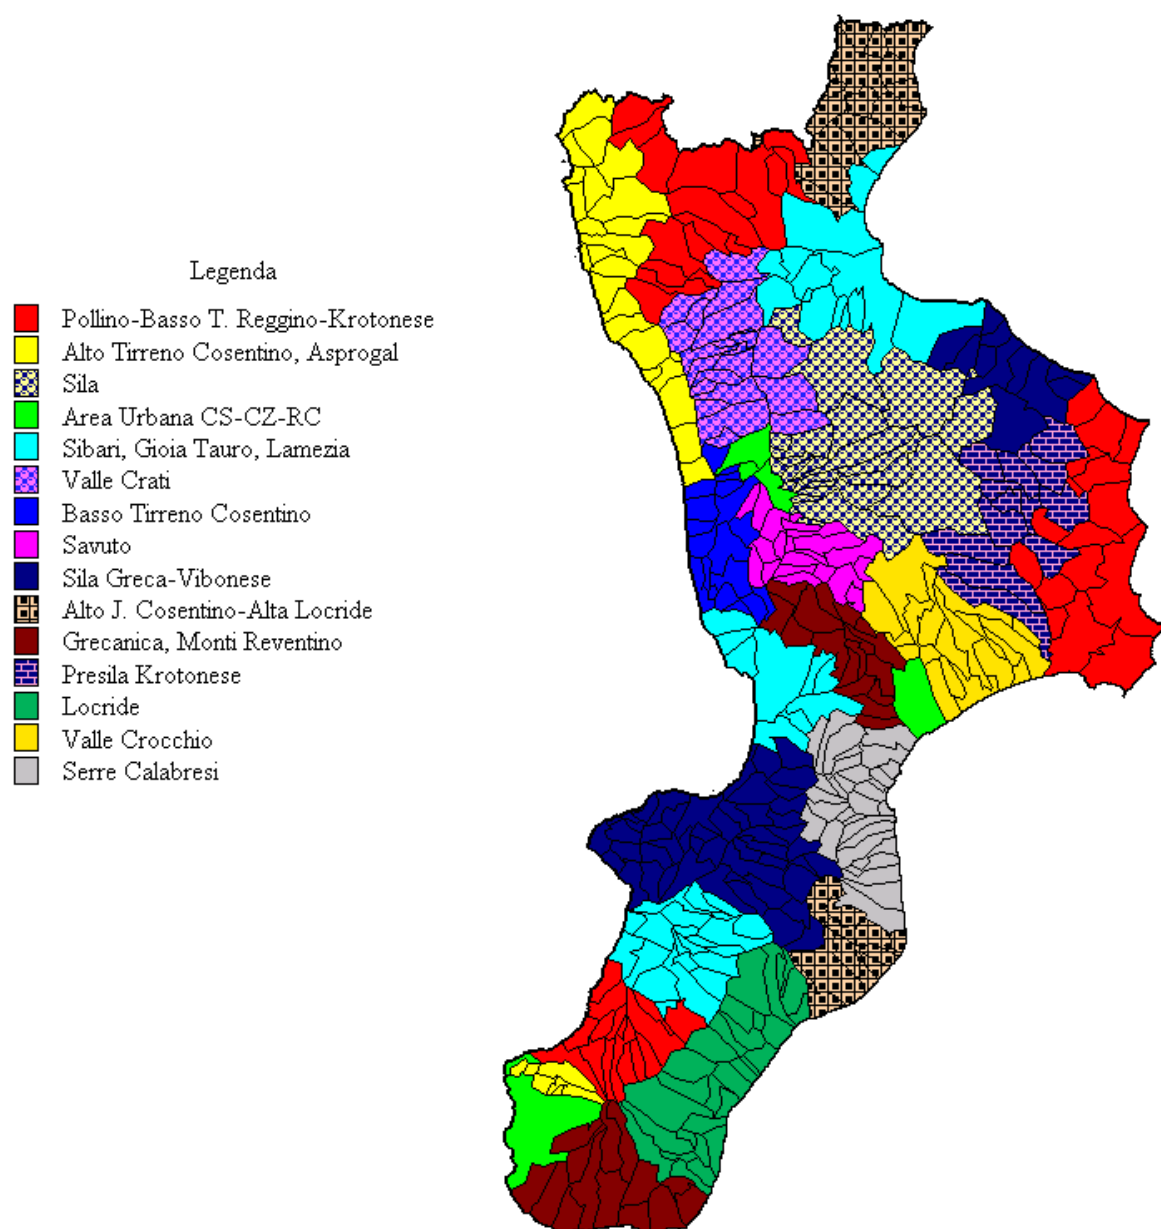 Legenda
Pollino-Basso T. Reggino-Krotonese
Alto Tirreno Cosentino, Asprogal
Sila
Area Urbana CS-CZ-RC
Sibari, Gioia Tauro, Lamezia
Valle Crati
Basso Tirreno Cosentino
Savuto
Sila Greca-Vibonese
Alto J. Cosentino-Alta Locride
Grecanica, Monti Reventino
Presila Krotonese
Locride
Valle Crocchio
Serre Calabresi